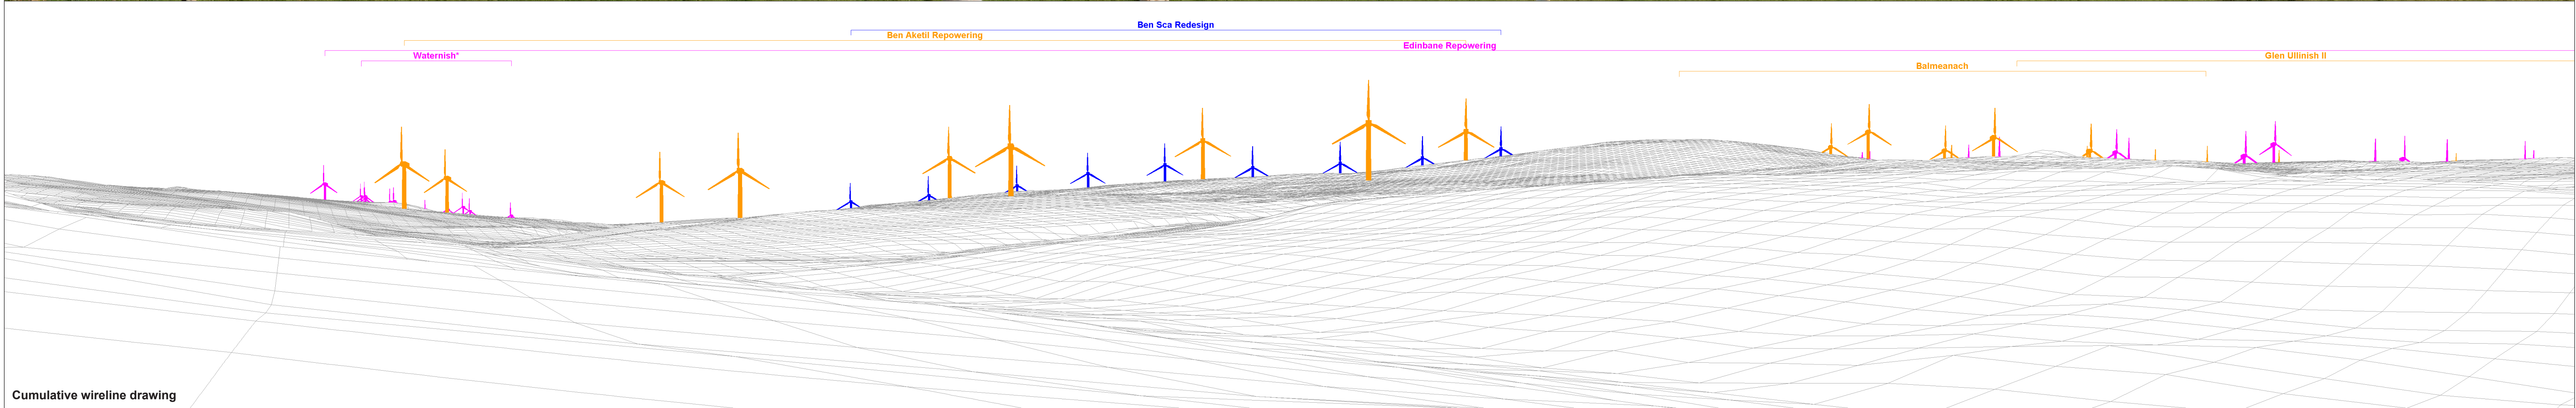 Ben Sca Redesign
Ben Aketil Repowering
Edinbane Repowering
Waternish*
Glen Ullinish II
Balmeanach
Cumulative wireline drawing